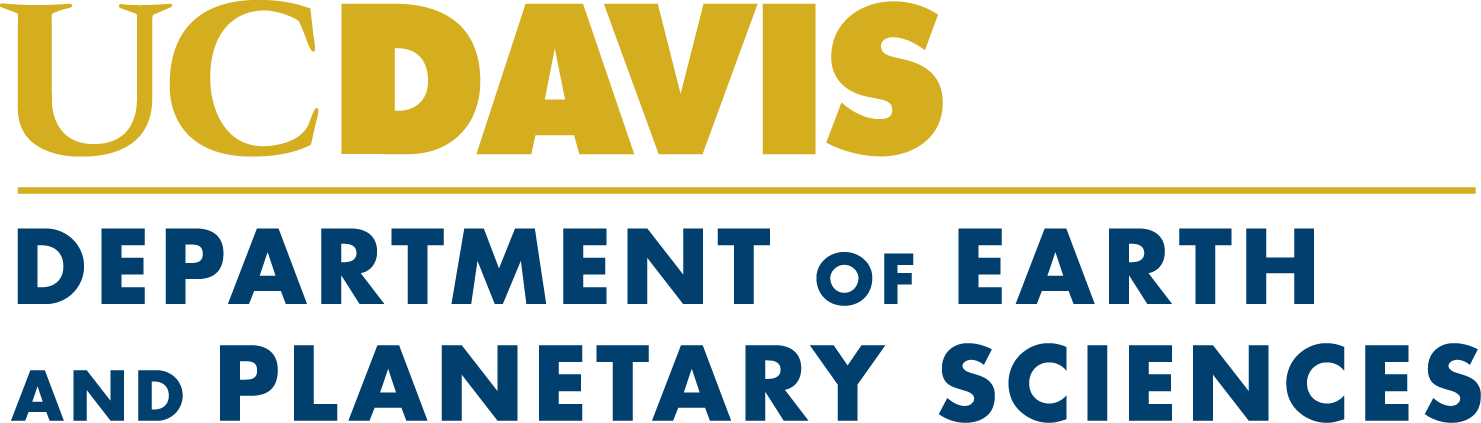 UCDAVIS
DEPARTMENT OF EARTH
AND PLANETARY SCIENCES